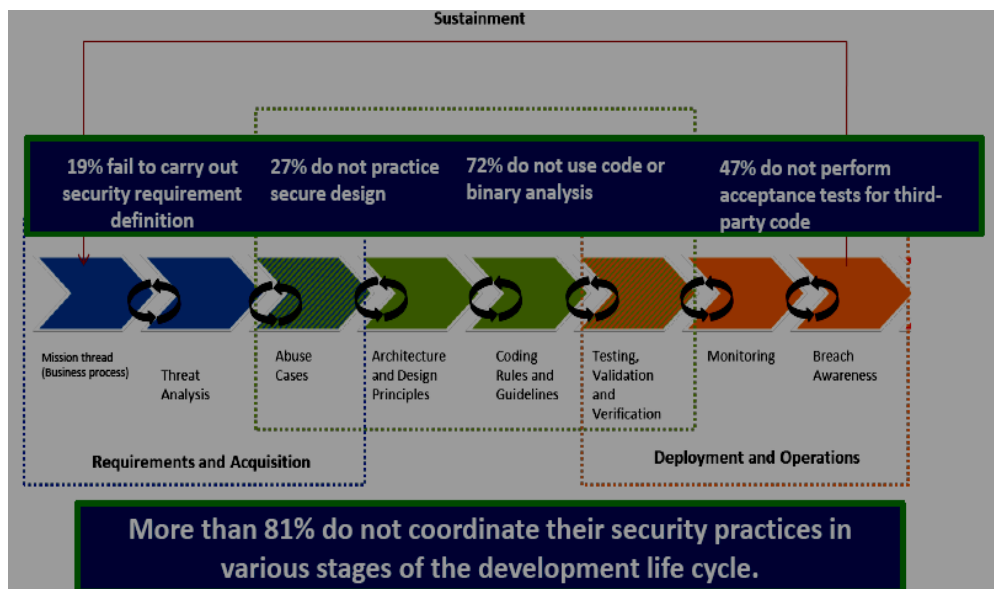 Sustainment
19% fail to carry out
security requirement
definition
27% do not practice
secure design
72% do not use code or
binary analysis
47% do not perform
acceptance tests for third-
party code
Mission thread
(Business process)
Threat
Analysis
Abuse
Cases
Architecture
and Design
Principles
Coding
Rules and
Guidelines
Testing,
Validation
and
Verification
Monitoring
Breach
Awareness
Requirements and Acquisition
Deployment and Operations
More than 81% do not coordinate their security practices in
various stages of the development life cycle.